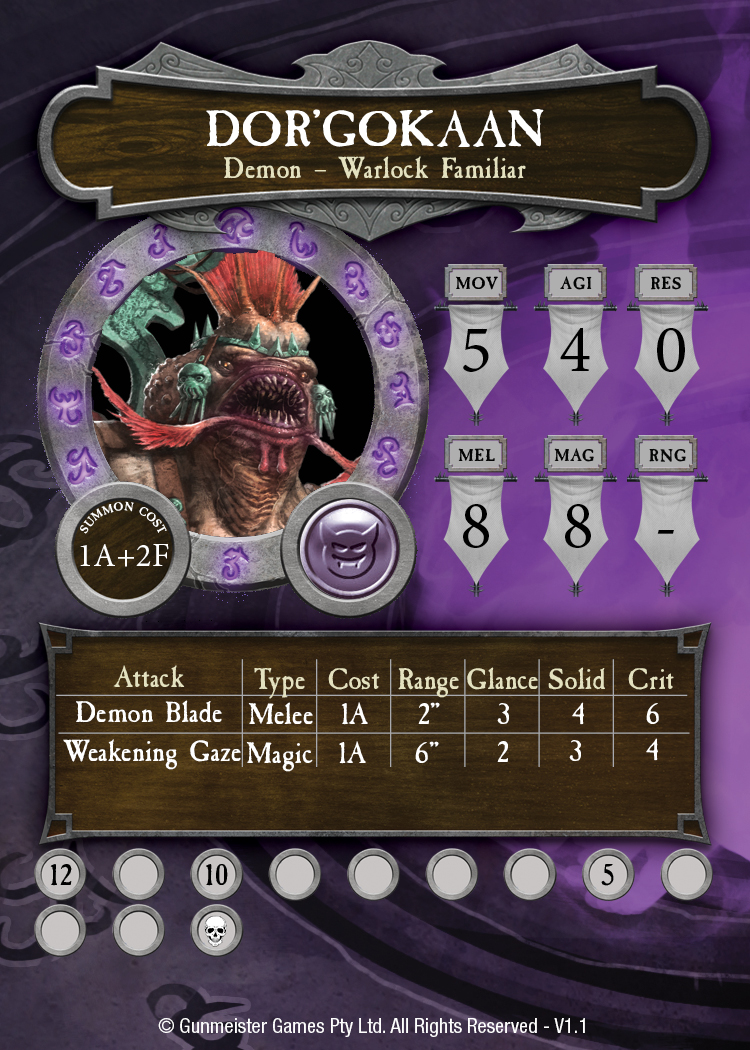 DOR'GOKAAN
Demon – Warlock Familiar
MOV AGI RES
5 4 0
MEL MAG RNG
8 8 -
SUMMON COST
1A+2F
Attack Type Cost Range Glance Solid Crit
Demon Blade Melee 1A 2” 3 4 6
Weakening Gaze Magic 1A 6” 2 3 4
12 10 5
© Gunmeister Games Pty Ltd. All Rights Reserved - V1.1